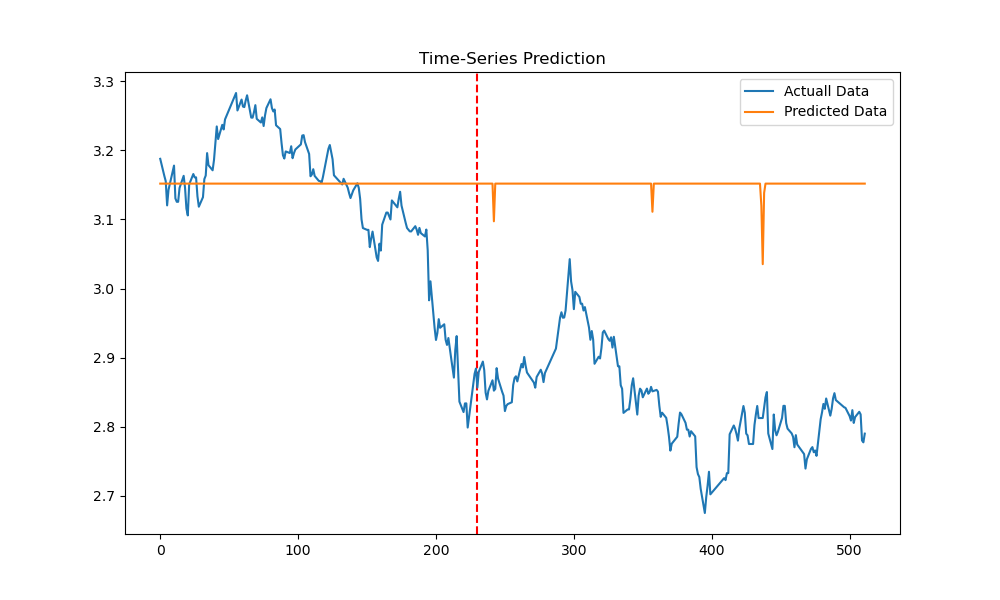 Time-Series Prediction
3.3
3.2
3.1
3.0
2.9
2.8
2.7
Actuall Data
Predicted Data
0 100 200 300 400 500